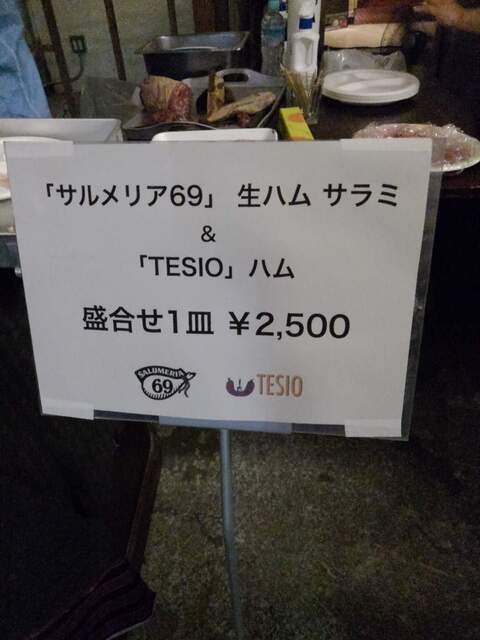 「サルメリア69」 生ハム サラミ
&
「TESIO」ハム
盛合せ1皿 ¥2,500
SALUMERIA
69
TESIO